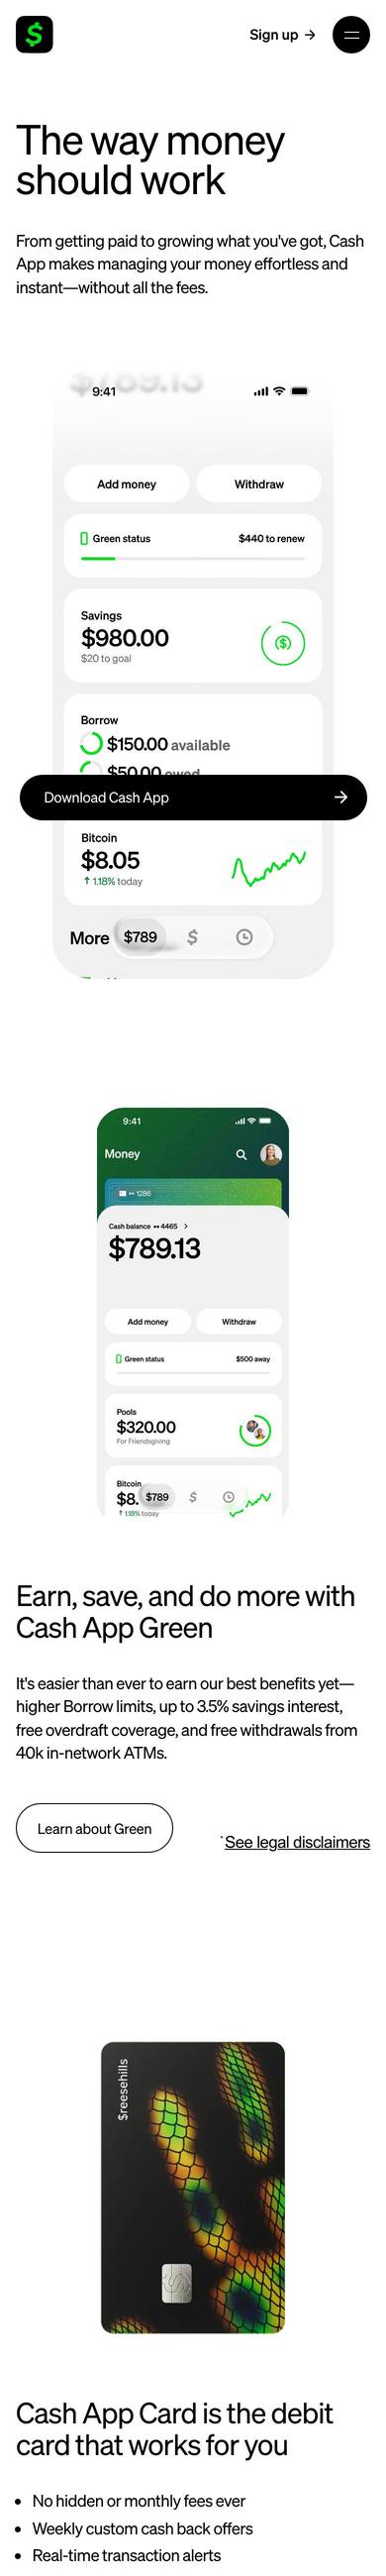 $
Sign up →
The way money
should work
From getting paid to growing what you've got, Cash
App makes managing your money effortless and
instant—without all the fees.
$789.13
9:41
Add money
Withdraw
Green status
$440 to renew
Savings
$980.00
$20 to goal
($)
Borrow
$150.00 available
$50.00 owed
Download Cash App →
Bitcoin
$8.05
↑ 1.18% today
More
$789
$
9:41
Money
•• 1286
Cash balance •• 4465 >
$789.13
Add money
Withdraw
Green status
$500 away
Pools
$320.00
For Friendsgiving
Bitcoin
$8.
$789
$
↑ 1.18% today
Earn, save, and do more with
Cash App Green
It's easier than ever to earn our best benefits yet—
higher Borrow limits, up to 3.5% savings interest,
free overdraft coverage, and free withdrawals from
40k in-network ATMs.
Learn about Green
*See legal disclaimers
$reesehills
Cash App Card is the debit
card that works for you
• No hidden or monthly fees ever
• Weekly custom cash back offers
• Real-time transaction alerts